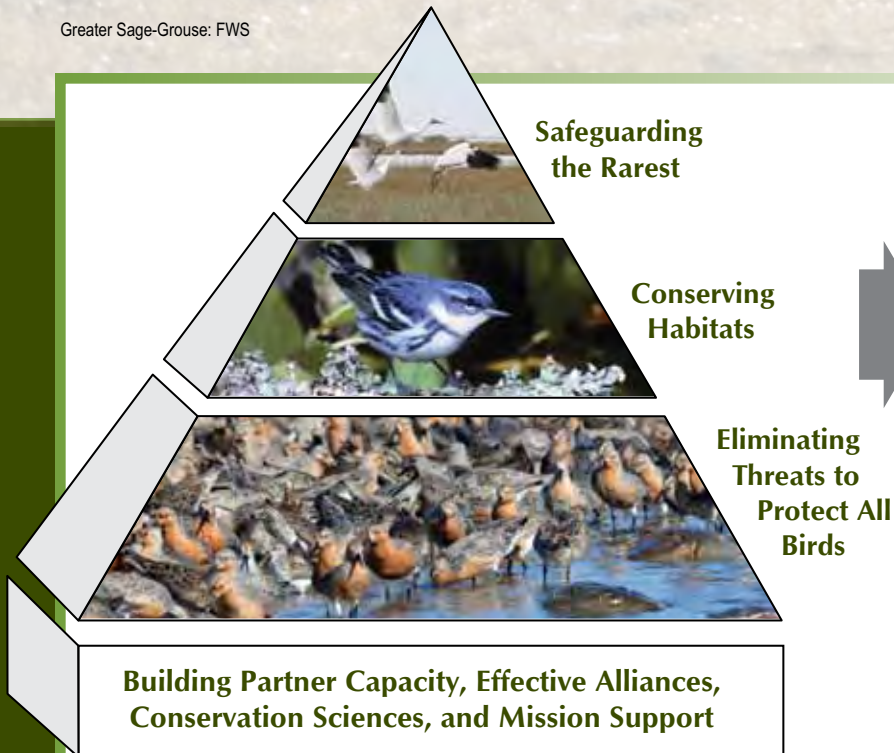 Greater Sage-Grouse: FWS
Safeguarding
the Rarest
Conserving
Habitats
Eliminating
Threats to
Protect All
Birds
Building Partner Capacity, Effective Alliances,
Conservation Sciences, and Mission Support